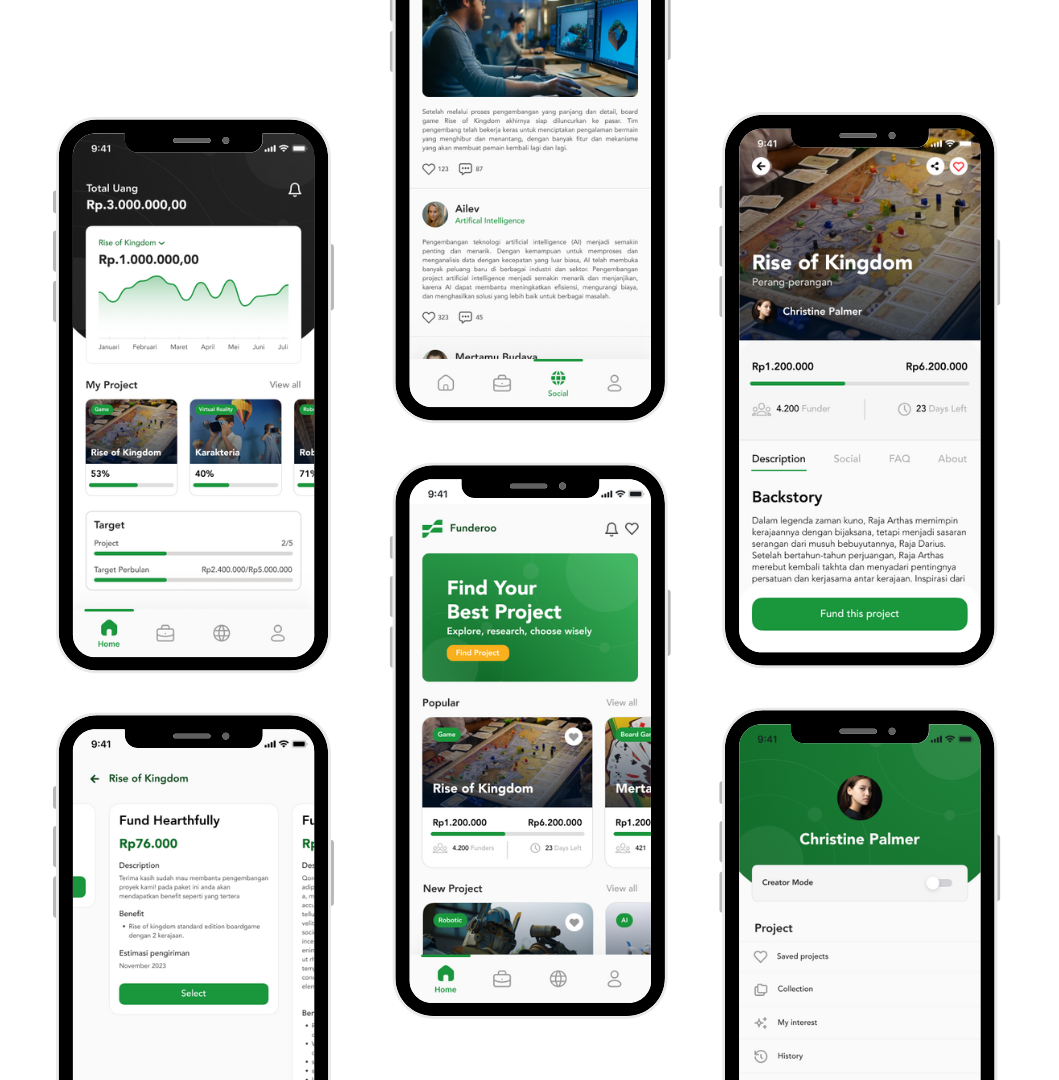 9:41
Total Uang
Rp.3.000.000,00
Rise of Kingdom
Rp.1.000.000,00
Januari Februari Maret April Mei Juni Juli
My Project View all
Game
Rise of Kingdom
53%
Virtual Reality
Karakteria
40%
Rob
71%
Target
Project 2/5
Target Perbulan Rp2.400.000/Rp5.000.000
Home
9:41
Rise of Kingdom
Fund Hearthfully
Rp76.000
Description
Terima kasih sudah mau membantu pengembangan
proyek kami! pada paket ini anda akan
mendapatkan benefit seperti yang tertera
Benefit
• Rise of kingdom standard edition boardgame
dengan 2 kerajaan.
Estimasi pengiriman
November 2023
Select
Setelah melalui proses pengembangan yang panjang dan detail, board
game Rise of Kingdom akhirnya siap diluncurkan ke pasar. Tim
pengembang telah bekerja keras untuk menciptakan pengalaman bermain
yang menghibur dan menantang, dengan banyak fitur dan mekanisme
yang akan membuat pemain kembali lagi dan lagi.
123 87
Ailev
Artifical Intelligence
Pengembangan teknologi artificial intelligence (AI) menjadi semakin
penting dan menarik. Dengan kemampuan untuk memproses dan
menganalisis data dengan kecepatan yang luar biasa, AI telah membuka
banyak peluang baru di berbagai industri dan sektor. Pengembangan
project artificial intelligence menjadi semakin menarik dan menjanjikan,
karena AI dapat membantu meningkatkan efisiensi, mengurangi biaya,
dan menghasilkan solusi yang lebih baik untuk berbagai masalah.
323 45
Mertamu Budaya
Social
9:41
Funderoo
Find Your
Best Project
Explore, research, choose wisely
Find Project
Popular View all
Game
Rise of Kingdom
Rp1.200.000 Rp6.200.000
4.200 Funders 23 Days Left
Board Gam
Merta
Rp1.200
421
New Project View all
Robotic
AI
Home
9:41
Rise of Kingdom
Perang-perangan
Christine Palmer
Rp1.200.000 Rp6.200.000
4.200 Funder 23 Days Left
Description Social FAQ About
Backstory
Dalam legenda zaman kuno, Raja Arthas memimpin
kerajaannya dengan bijaksana, tetapi menjadi sasaran
serangan dari musuh bebuyutannya, Raja Darius.
Setelah bertahun-tahun perjuangan, Raja Arthas
merebut kembali takhta dan menyadari pentingnya
persatuan dan kerjasama antar kerajaan. Inspirasi dari
Fund this project
9:41
Christine Palmer
Creator Mode
Project
Saved projects
Collection
My interest
History